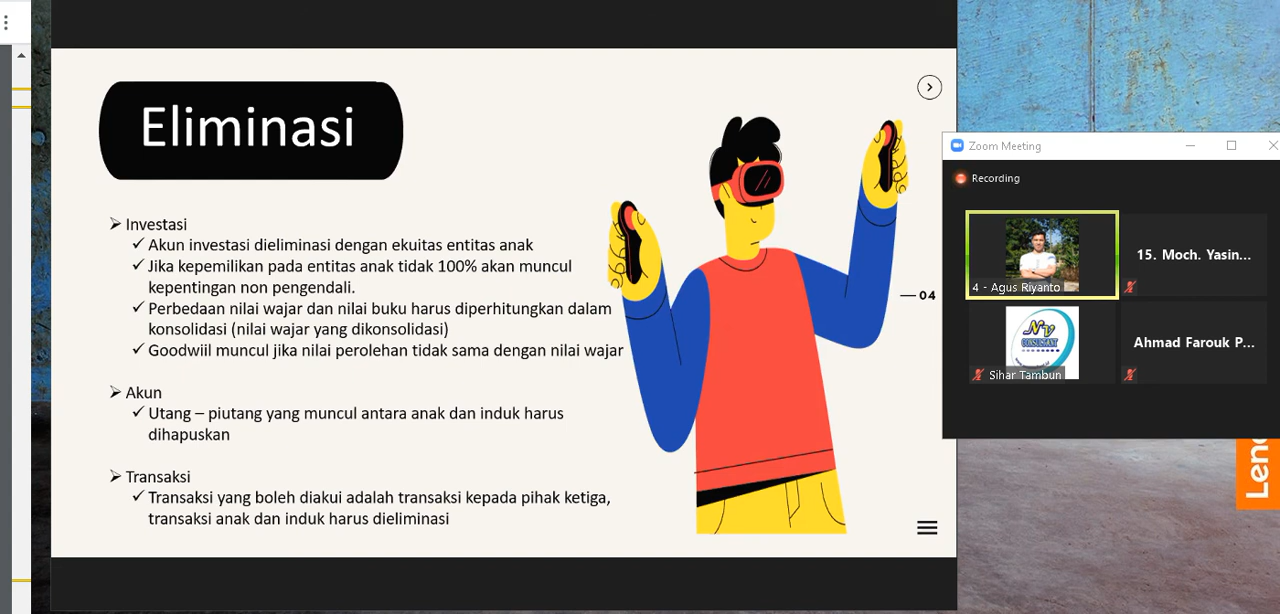 Eliminasi
➢ Investasi
✓ Akun investasi dieliminasi dengan ekuitas entitas anak
✓ Jika kepemilikan pada entitas anak tidak 100% akan muncul
kepentingan non pengendali.
✓ Perbedaan nilai wajar dan nilai buku harus diperhitungkan dalam
konsolidasi (nilai wajar yang dikonsolidasi)
✓ Goodwiil muncul jika nilai perolehan tidak sama dengan nilai wajar
➢ Akun
✓ Utang – piutang yang muncul antara anak dan induk harus
dihapuskan
➢ Transaksi
✓ Transaksi yang boleh diakui adalah transaksi kepada pihak ketiga,
transaksi anak dan induk harus dieliminasi
04
Zoom Meeting
Recording
4 - Agus Riyanto
15. Moch. Yasin...
NV
CONSULTANT
Sihar Tambun
Ahmad Farouk P...
Leno